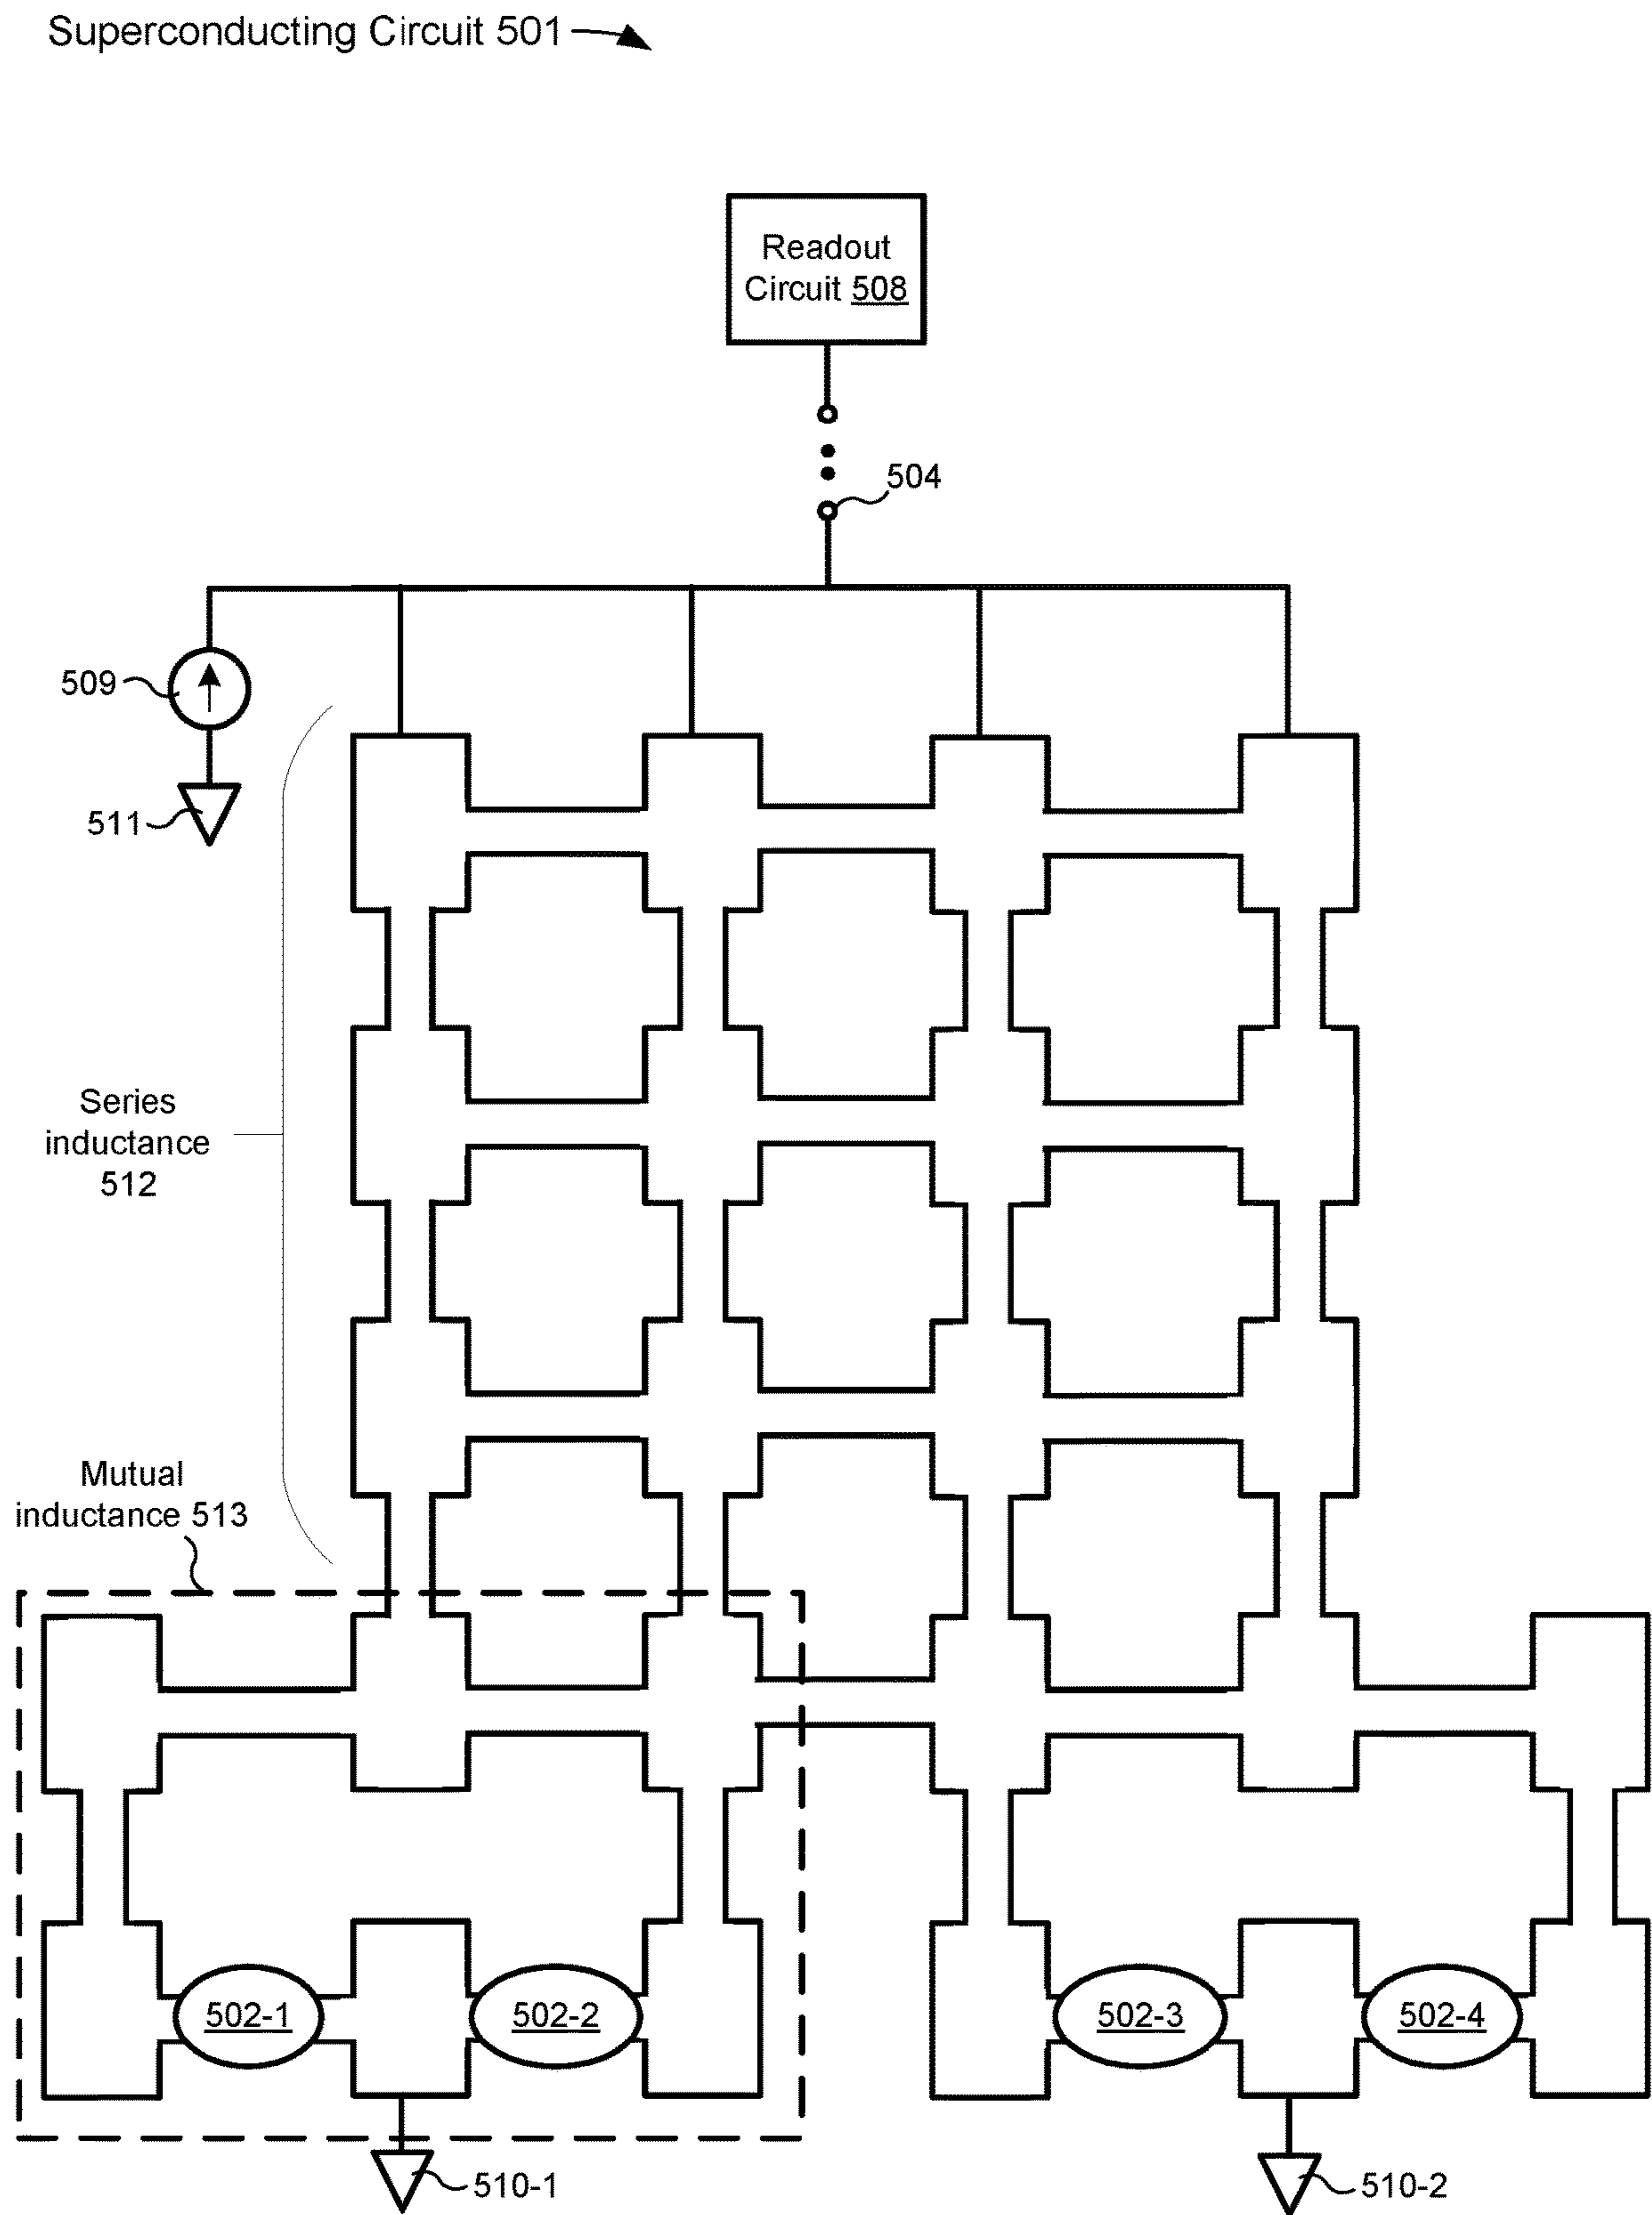 Superconducting Circuit 501
Readout
Circuit 508
504
509
511
Series
inductance
512
Mutual
inductance 513
502-1
502-2
502-3
502-4
510-1
510-2